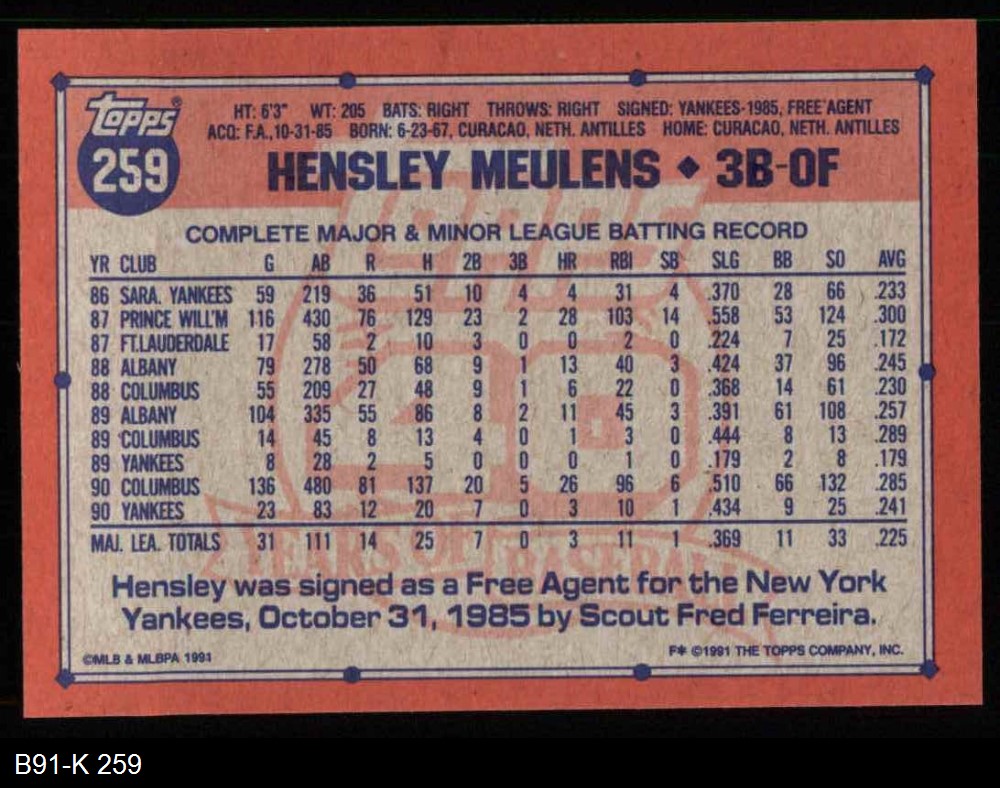 Topps®
259
HT: 6'3" WT: 205 BATS: RIGHT THROWS: RIGHT SIGNED: YANKEES-1985, FREE AGENT
ACQ: F.A.,10-31-85 BORN: 6-23-67, CURACAO, NETH. ANTILLES HOME: CURACAO, NETH. ANTILLES
HENSLEY MEULENS ◆ 3B-OF
COMPLETE MAJOR & MINOR LEAGUE BATTING RECORD
YR CLUB G AB R H 2B 3B HR RBI SB SLG BB SO AVG
86 SARA. YANKEES 59 219 36 51 10 4 4 31 4 .370 28 66 .233
87 PRINCE WILL'M 116 430 76 129 23 2 28 103 14 .558 53 124 .300
87 FT.LAUDERDALE 17 58 2 10 3 0 0 2 0 .224 7 25 .172
88 ALBANY 79 278 50 68 9 1 13 40 3 .424 37 96 .245
88 COLUMBUS 55 209 27 48 9 1 6 22 0 .368 14 61 .230
89 ALBANY 104 335 55 86 8 2 11 45 3 .391 61 108 .257
89 COLUMBUS 14 45 8 13 4 0 1 3 0 .444 8 13 .289
89 YANKEES 8 28 2 5 0 0 0 1 0 .179 2 8 .179
90 COLUMBUS 136 480 81 137 20 5 26 96 6 .510 66 132 .285
90 YANKEES 23 83 12 20 7 0 3 10 1 .434 9 25 .241
MAJ. LEA. TOTALS 31 111 14 25 7 0 3 11 1 .369 11 33 .225
TOPPS
40
YEARS OF BASEBALL
Hensley was signed as a Free Agent for the New York
Yankees, October 31, 1985 by Scout Fred Ferreira.
©MLB & MLBPA 1991
F* ©1991 THE TOPPS COMPANY, INC.
B91-K 259